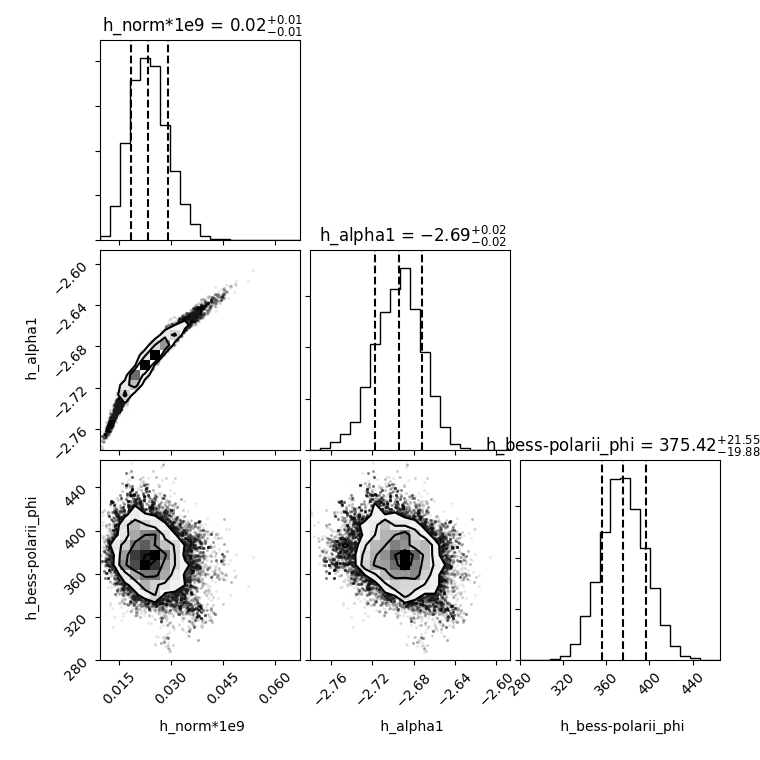 h_norm*1e9 = 0.02+0.01−0.01
h_alpha1 = −2.69+0.02−0.02
h_alpha1
−2.60
−2.64
−2.68
−2.72
−2.76
h_bess-polarii_phi = 375.42+21.55−19.88
h_bess-polarii_phi
440
400
360
320
280
0.015 0.030 0.045 0.060
−2.76 −2.72 −2.68 −2.64 −2.60
280 320 360 400 440
h_norm*1e9 h_alpha1 h_bess-polarii_phi